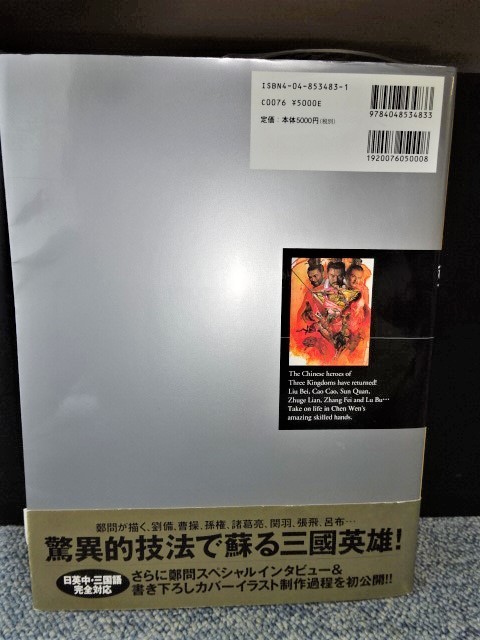 ISBN4-04-853483-1
C0076 ¥5000E
定価：本体5000円(税別)
9784048534833
1920076050008
The Chinese heroes of
Three Kingdoms have returned!
Liu Bei, Cao Cao, Sun Quan,
Zhuge Lian, Zhang Fei and Lu Bu…
Take on life in Chen Wen's
amazing skilled hands.
鄭問が描く、劉備、曹操、孫権、諸葛亮、関羽、張飛、呂布…
驚異的技法で蘇る三國英雄!
日英中・三国語
完全対応
さらに鄭問スペシャルインタビュー&
書き下ろしカバーイラスト制作過程を初公開!!